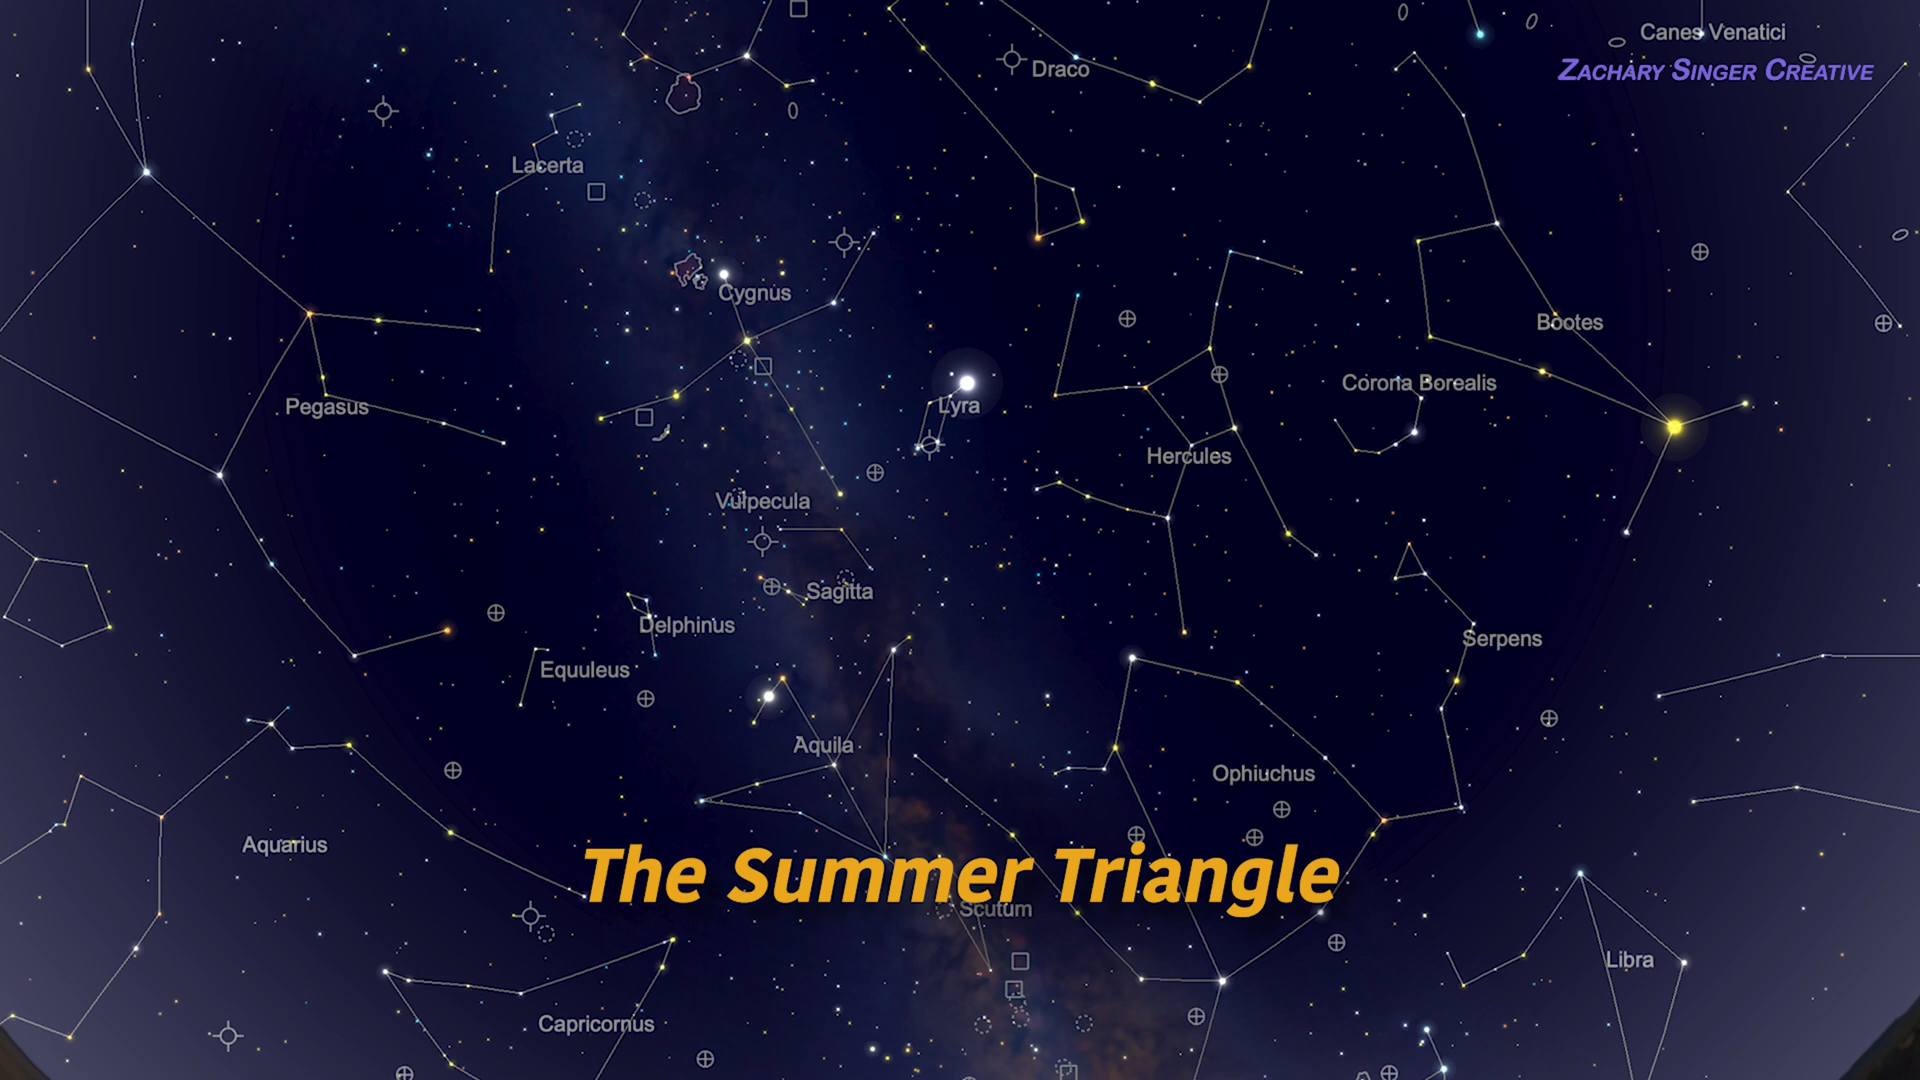 Canes Venatici
ZACHARY SINGER CREATIVE
Draco
Lacerta
Cygnus
Bootes
Corona Borealis
Lyra
Pegasus
Hercules
Vulpecula
Sagitta
Delphinus
Serpens
Equuleus
Aquila
Ophiuchus
Aquarius
The Summer Triangle
Scutum
Libra
Capricornus